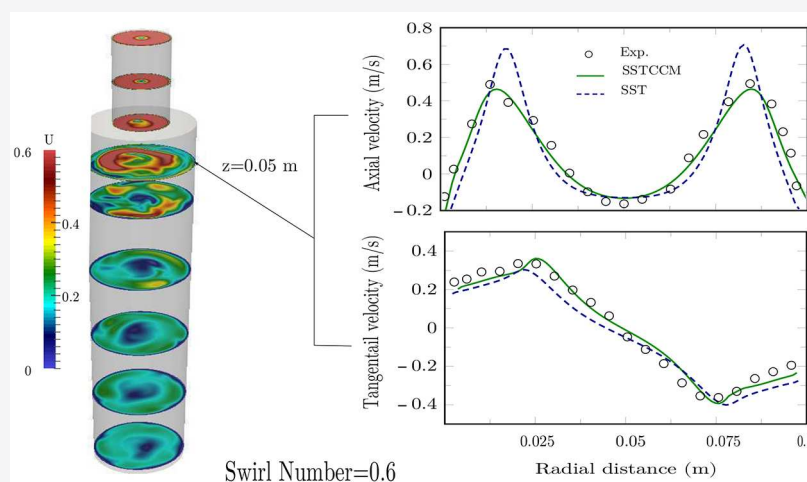 U
0.6
0.4
0.2
0
z=0.05 m
Swirl Number=0.6
Axial velocity (m/s)
0.8
0.6
0.4
0.2
0
−0.2
Exp.
SSTCCM
SST
Tangentail velocity (m/s)
0.4
0.2
0
−0.2
−0.4
0.025 0.05 0.075 0.
Radial distance (m)